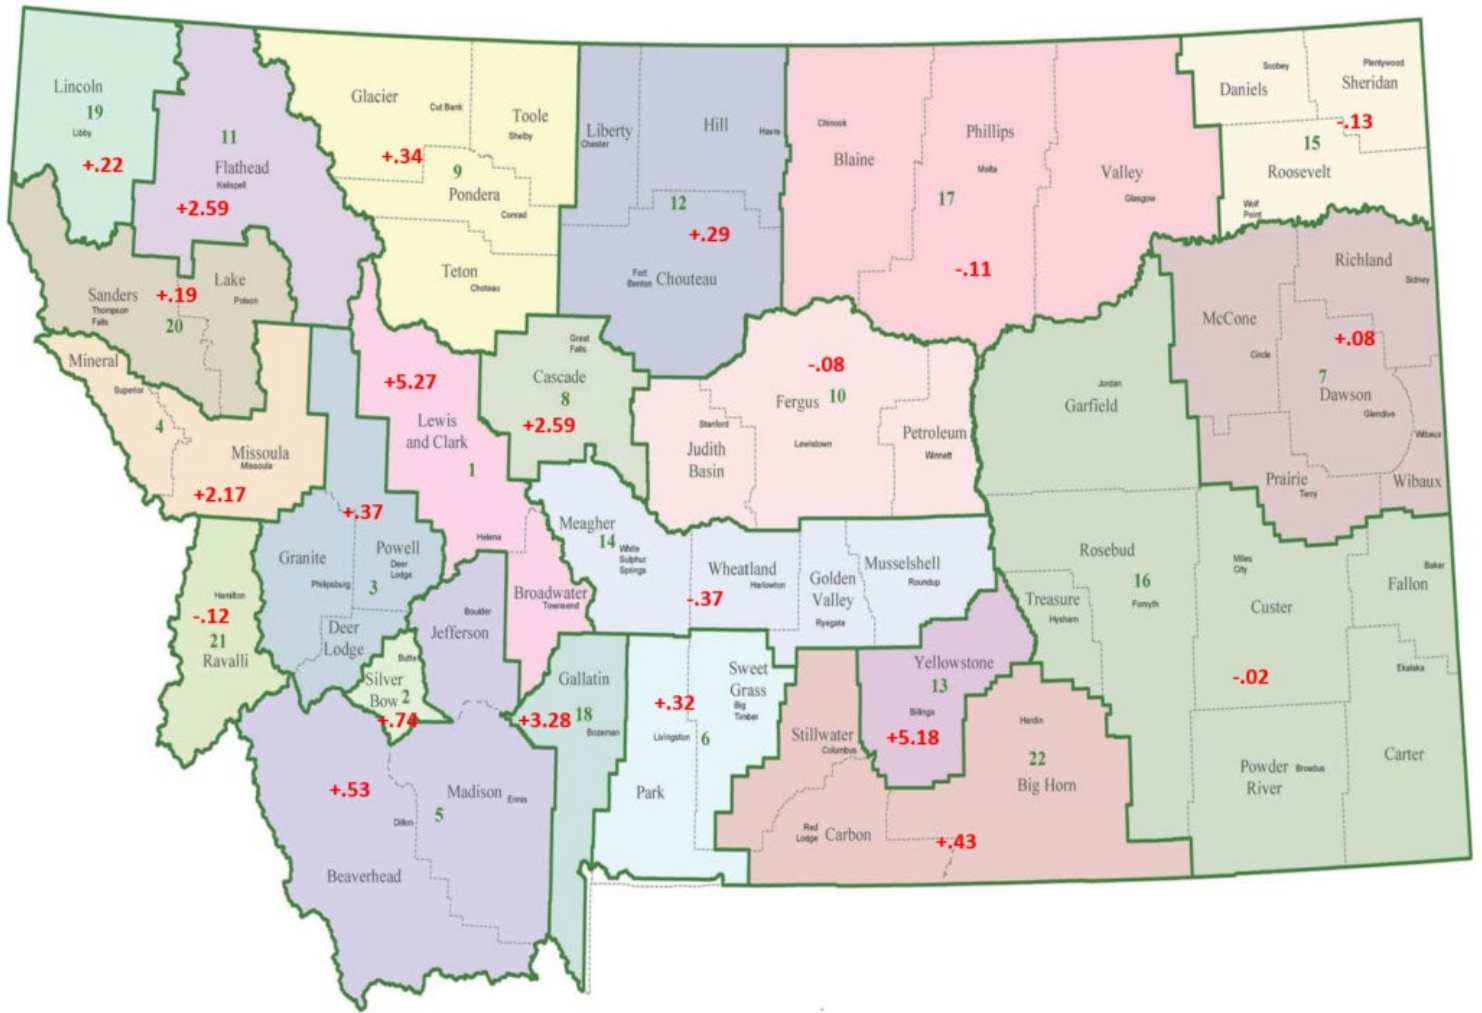 Lincoln
19
Libby
+.22
11
Flathead
Kalispell
+2.59
Glacier
Cut Bank
+.34
Toole
Shelby
9
Pondera
Conrad
Teton
Choteau
Liberty
Chester
Hill
Havre
12
+.29
Fort
Benton
Chouteau
Chinook
Blaine
Phillips
Malta
17
-.11
Valley
Glasgow
Scobey
Daniels
Plentywood
Sheridan
-.13
15
Roosevelt
Wolf
Point
Sanders
Thompson
Falls
+.19
20
Lake
Polson
Mineral
Superior
4
Missoula
Missoula
+2.17
+5.27
Lewis
and Clark
1
Helena
Broadwater
Townsend
Great
Falls
Cascade
8
+2.59
-.08
Fergus
10
Stanford
Lewistown
Judith
Basin
Petroleum
Winnett
Jordan
Garfield
McCone
Circle
Richland
Sidney
+.08
7
Dawson
Glendive
Wibaux
Wibaux
Prairie
Terry
+.37
Granite
Philipsburg
Powell
Deer
Lodge
3
Deer
Lodge
Hamilton
-.12
21
Ravalli
Boulder
Jefferson
Butte
Silver
Bow
2
+.74
Meagher
14
White
Sulphur
Springs
Wheatland
Harlowton
-.37
Golden
Valley
Ryegate
Musselshell
Roundup
Rosebud
16
Forsyth
Treasure
Hysham
Miles
City
Custer
-.02
Baker
Fallon
Ekalaka
Carter
Powder
River
Broadus
Gallatin
+3.28
18
Bozeman
+.32
Livingston
6
Park
Sweet
Grass
Big
Timber
Yellowstone
13
Billings
+5.18
Stillwater
Columbus
Hardin
22
Big Horn
Red
Lodge
Carbon
+.43
+.53
Madison
Ennis
5
Dillon
Beaverhead